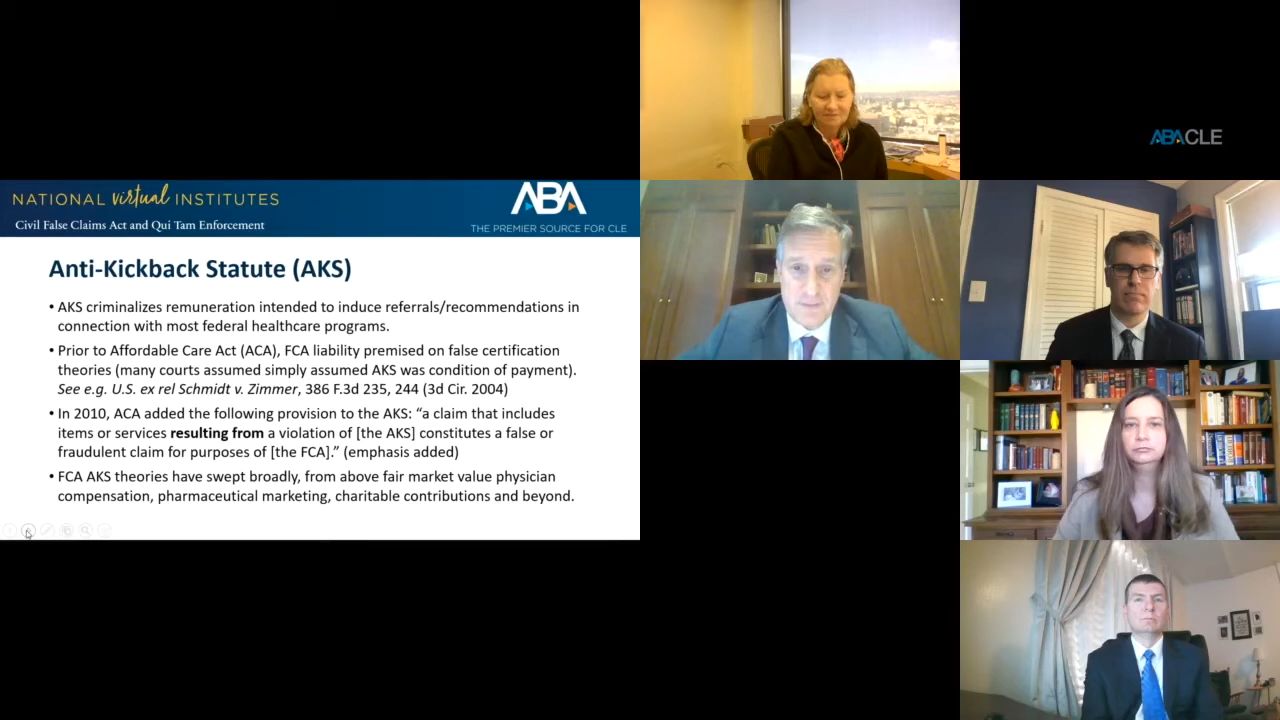 NATIONAL virtual INSTITUTES
Civil False Claims Act and Qui Tam Enforcement
ABA
THE PREMIER SOURCE FOR CLE
Anti-Kickback Statute (AKS)
• AKS criminalizes remuneration intended to induce referrals/recommendations in
connection with most federal healthcare programs.
• Prior to Affordable Care Act (ACA), FCA liability premised on false certification
theories (many courts assumed simply assumed AKS was condition of payment).
See e.g. U.S. ex rel Schmidt v. Zimmer, 386 F.3d 235, 244 (3d Cir. 2004)
• In 2010, ACA added the following provision to the AKS: “a claim that includes
items or services resulting from a violation of [the AKS] constitutes a false or
fraudulent claim for purposes of [the FCA].” (emphasis added)
• FCA AKS theories have swept broadly, from above fair market value physician
compensation, pharmaceutical marketing, charitable contributions and beyond.
ABACLE